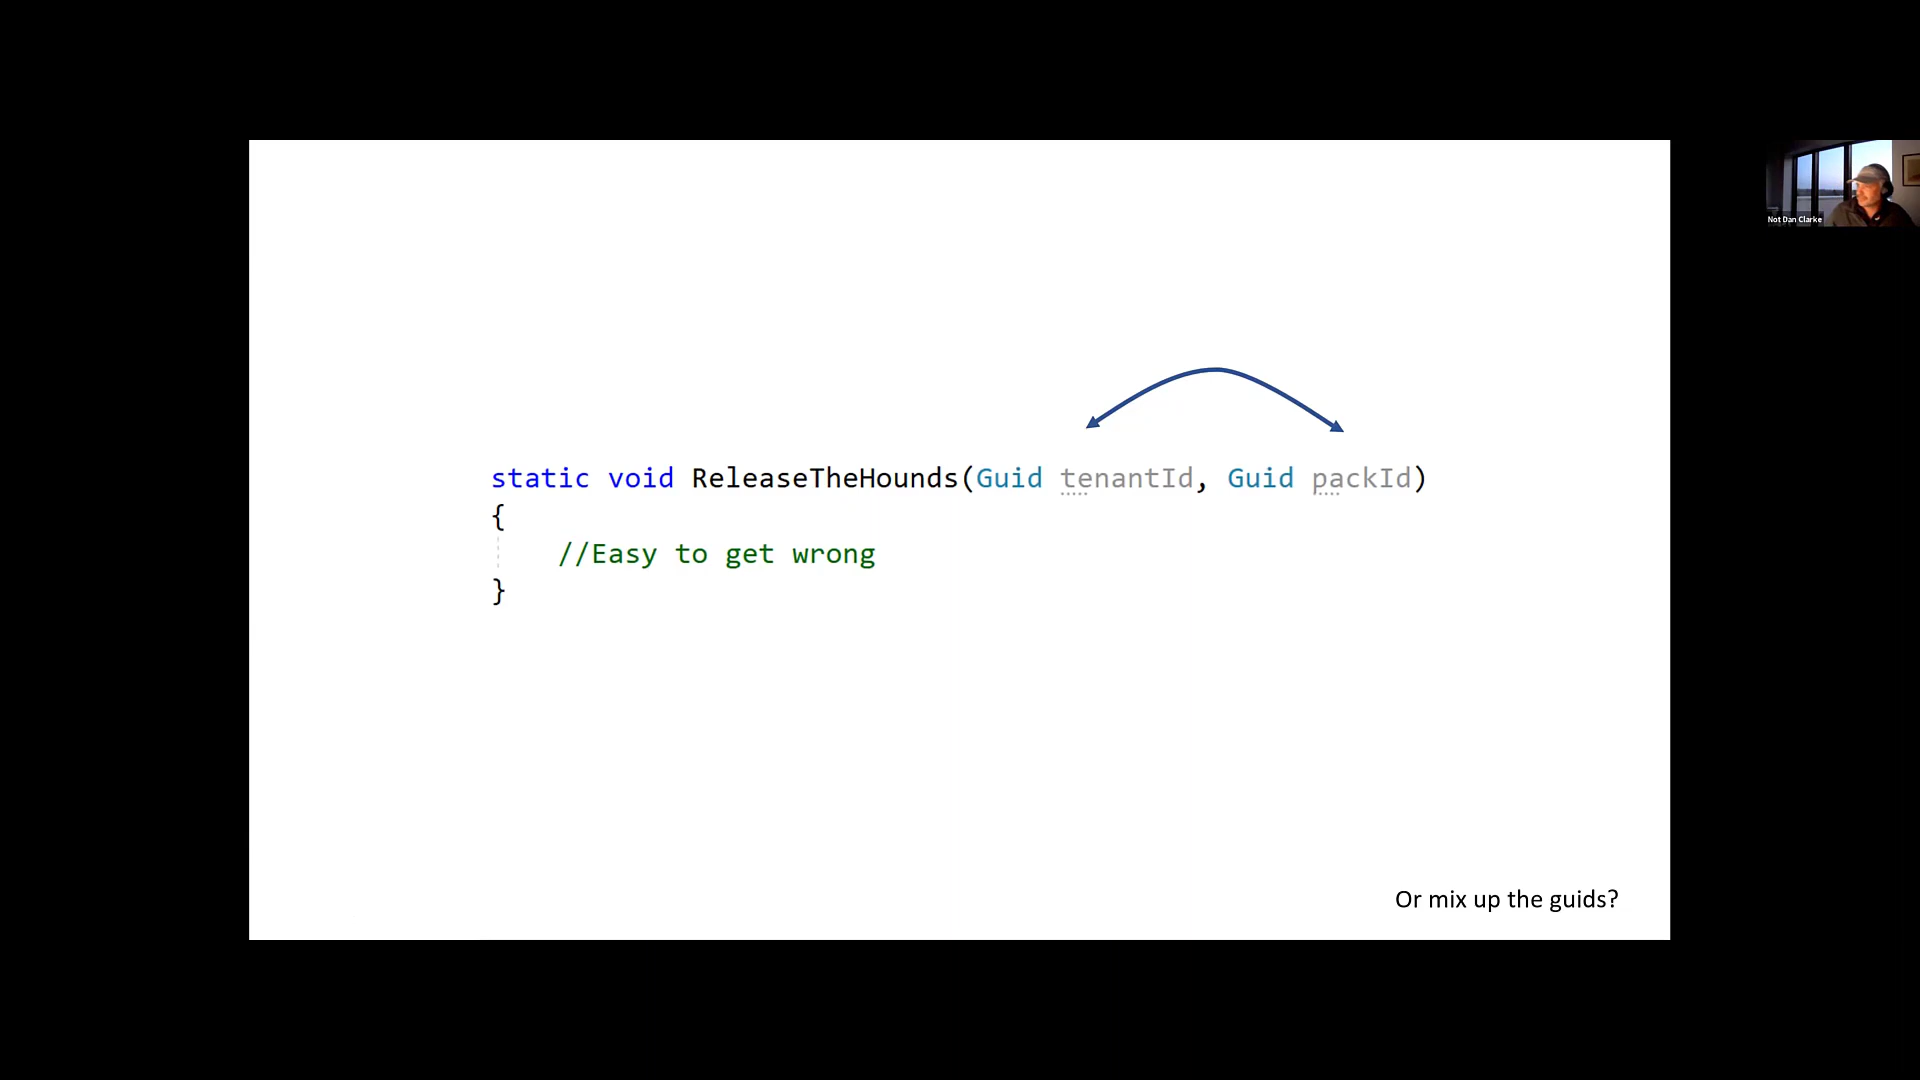 Not Dan Clarke
static void ReleaseTheHounds(Guid tenantId, Guid packId)
{
//Easy to get wrong
}
Or mix up the guids?